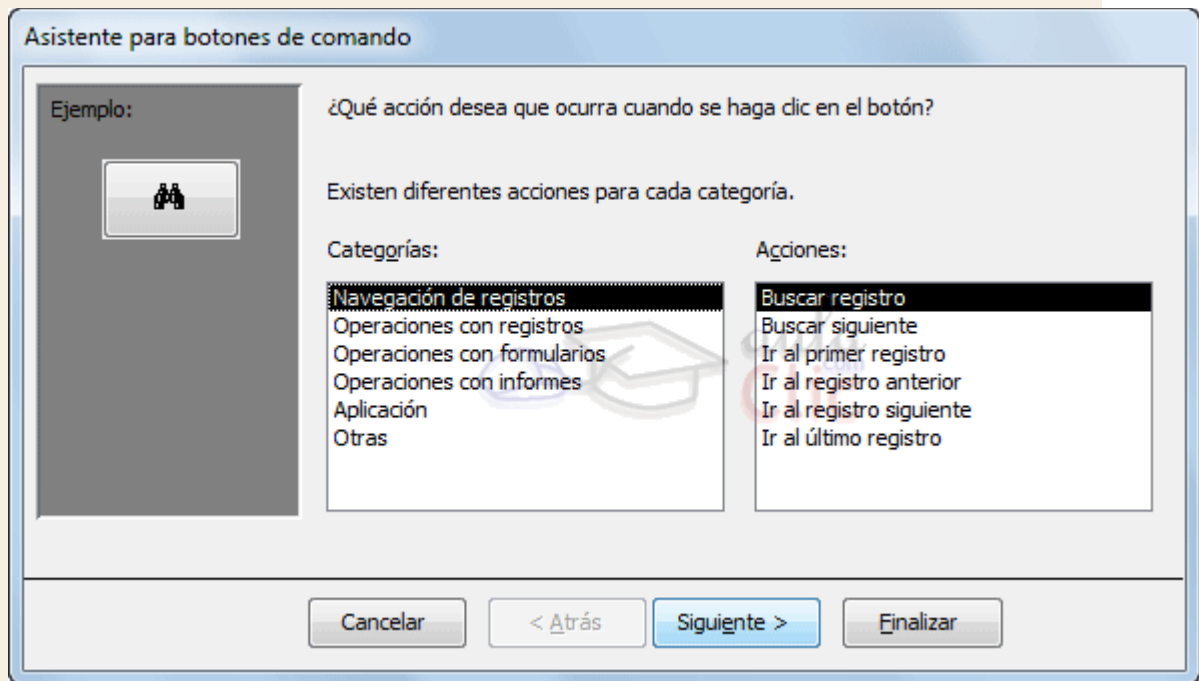 Asistente para botones de comando
Ejemplo:
¿Qué acción desea que ocurra cuando se haga clic en el botón?
Existen diferentes acciones para cada categoría.
Categorías:
Navegación de registros
Operaciones con registros
Operaciones con formularios
Operaciones con informes
Aplicación
Otras
Acciones:
Buscar registro
Buscar siguiente
Ir al primer registro
Ir al registro anterior
Ir al registro siguiente
Ir al último registro
aula
Clic
com
Cancelar
< Atrás
Siguiente >
Finalizar